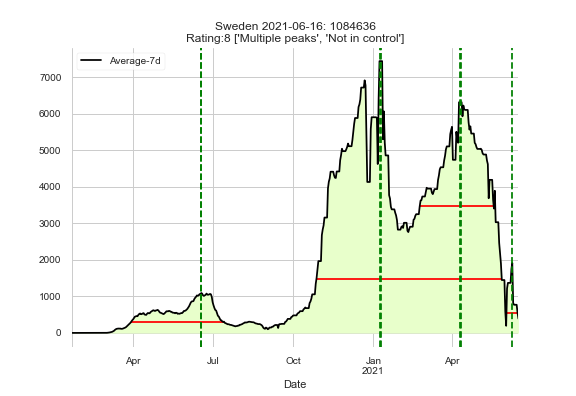 Sweden 2021-06-16: 1084636
Rating:8 ['Multiple peaks', 'Not in control']
Average-7d
7000
6000
5000
4000
3000
2000
1000
0
Apr
Jul
Oct
Jan
2021
Apr
Date